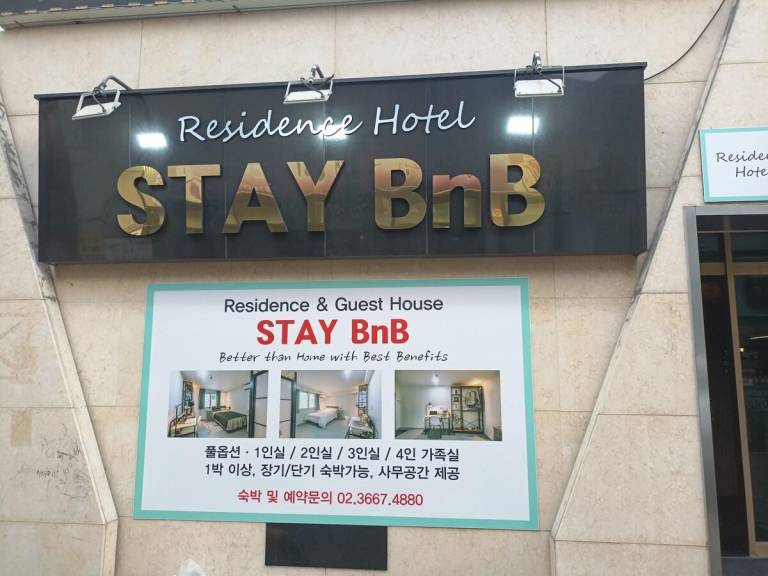 Residence Hotel
STAY BnB
Residence & Guest House
STAY BnB
Better than Home with Best Benefits
풀옵션 · 1인실 / 2인실 / 3인실 / 4인 가족실
1박 이상, 장기/단기 숙박가능, 사무공간 제공
숙박 및 예약문의 02.3667.4880
Hotel